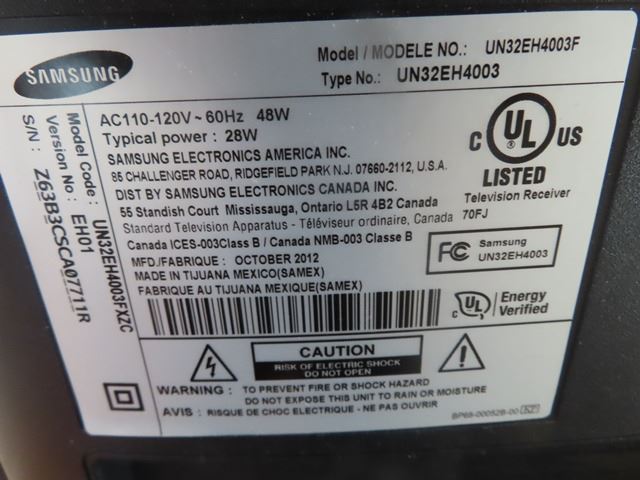 SAMSUNG
Model / MODELE NO.: UN32EH4003F
Type No.: UN32EH4003
AC110-120V ~ 60Hz 48W
Typical power : 28W
SAMSUNG ELECTRONICS AMERICA INC.
85 CHALLENGER ROAD, RIDGEFIELD PARK N.J. 07660-2112, U.S.A.
DIST BY SAMSUNG ELECTRONICS CANADA INC.
55 Standish Court Mississauga, Ontario L5R 4B2 Canada
Standard Television Apparatus - Téléviseur ordinaire, Canada
Canada ICES-003Class B / Canada NMB-003 Classe B
MFD/FABRIQUE : OCTOBER 2012
MADE IN TIJUANA MEXICO(SAMEX)
FABRIQUE AU TIJUANA MEXIQUE(SAMEX)
C UL US
LISTED
Television Receiver
70FJ
FC SAMSUNG
UN32EH4003
UL Energy
Verified
Model Code : UN32EH4003FXZC
Version No : EH01
S/N : Z63B3CSCA07711R
CAUTION
RISK OF ELECTRIC SHOCK
DO NOT OPEN
WARNING : TO PREVENT FIRE OR SHOCK HAZARD
DO NOT EXPOSE THIS UNIT TO RAIN OR MOISTURE
AVIS : RISQUE DE CHOC ELECTRIQUE - NE PAS OUVRIR
BP68-00052B-00